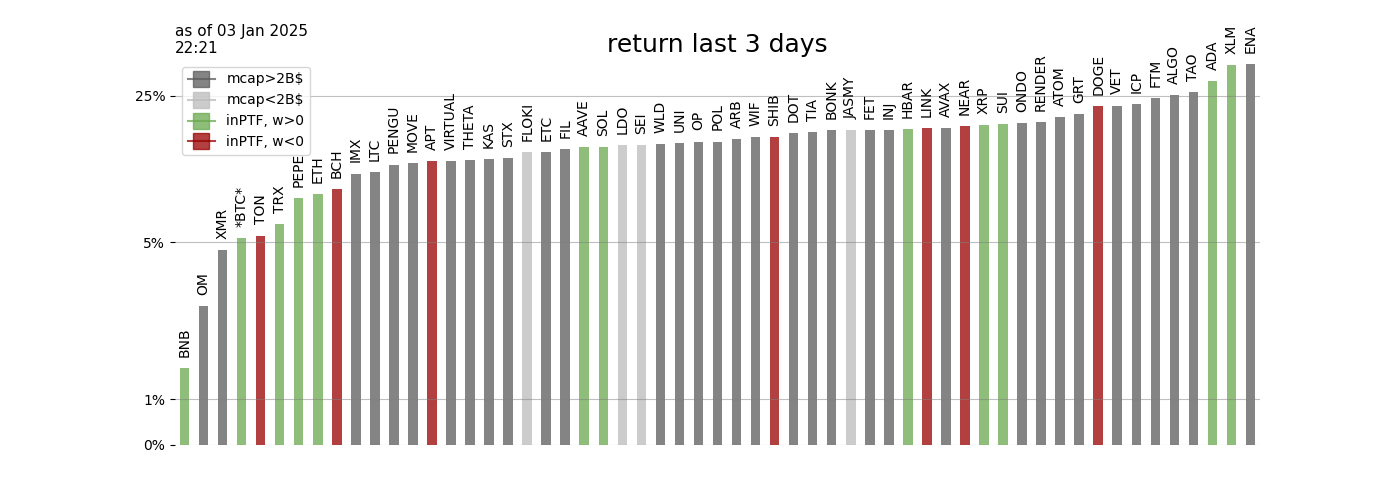 as of 03 Jan 2025
22:21
return last 3 days
mcap>2B$
mcap<2B$
inPTF, w>0
inPTF, w<0
25%
5%
1%
0%
BNB
OM
XMR
*BTC*
TON
TRX
PEPE
ETH
BCH
IMX
LTC
PENGU
MOVE
APT
VIRTUAL
THETA
KAS
STX
FLOKI
ETC
FIL
AAVE
SOL
LDO
SEI
WLD
UNI
OP
POL
ARB
WIF
SHIB
DOT
TIA
BONK
JASMY
FET
INJ
HBAR
LINK
AVAX
NEAR
XRP
SUI
ONDO
RENDER
ATOM
GRT
DOGE
VET
ICP
FTM
ALGO
TAO
ADA
XLM
ENA